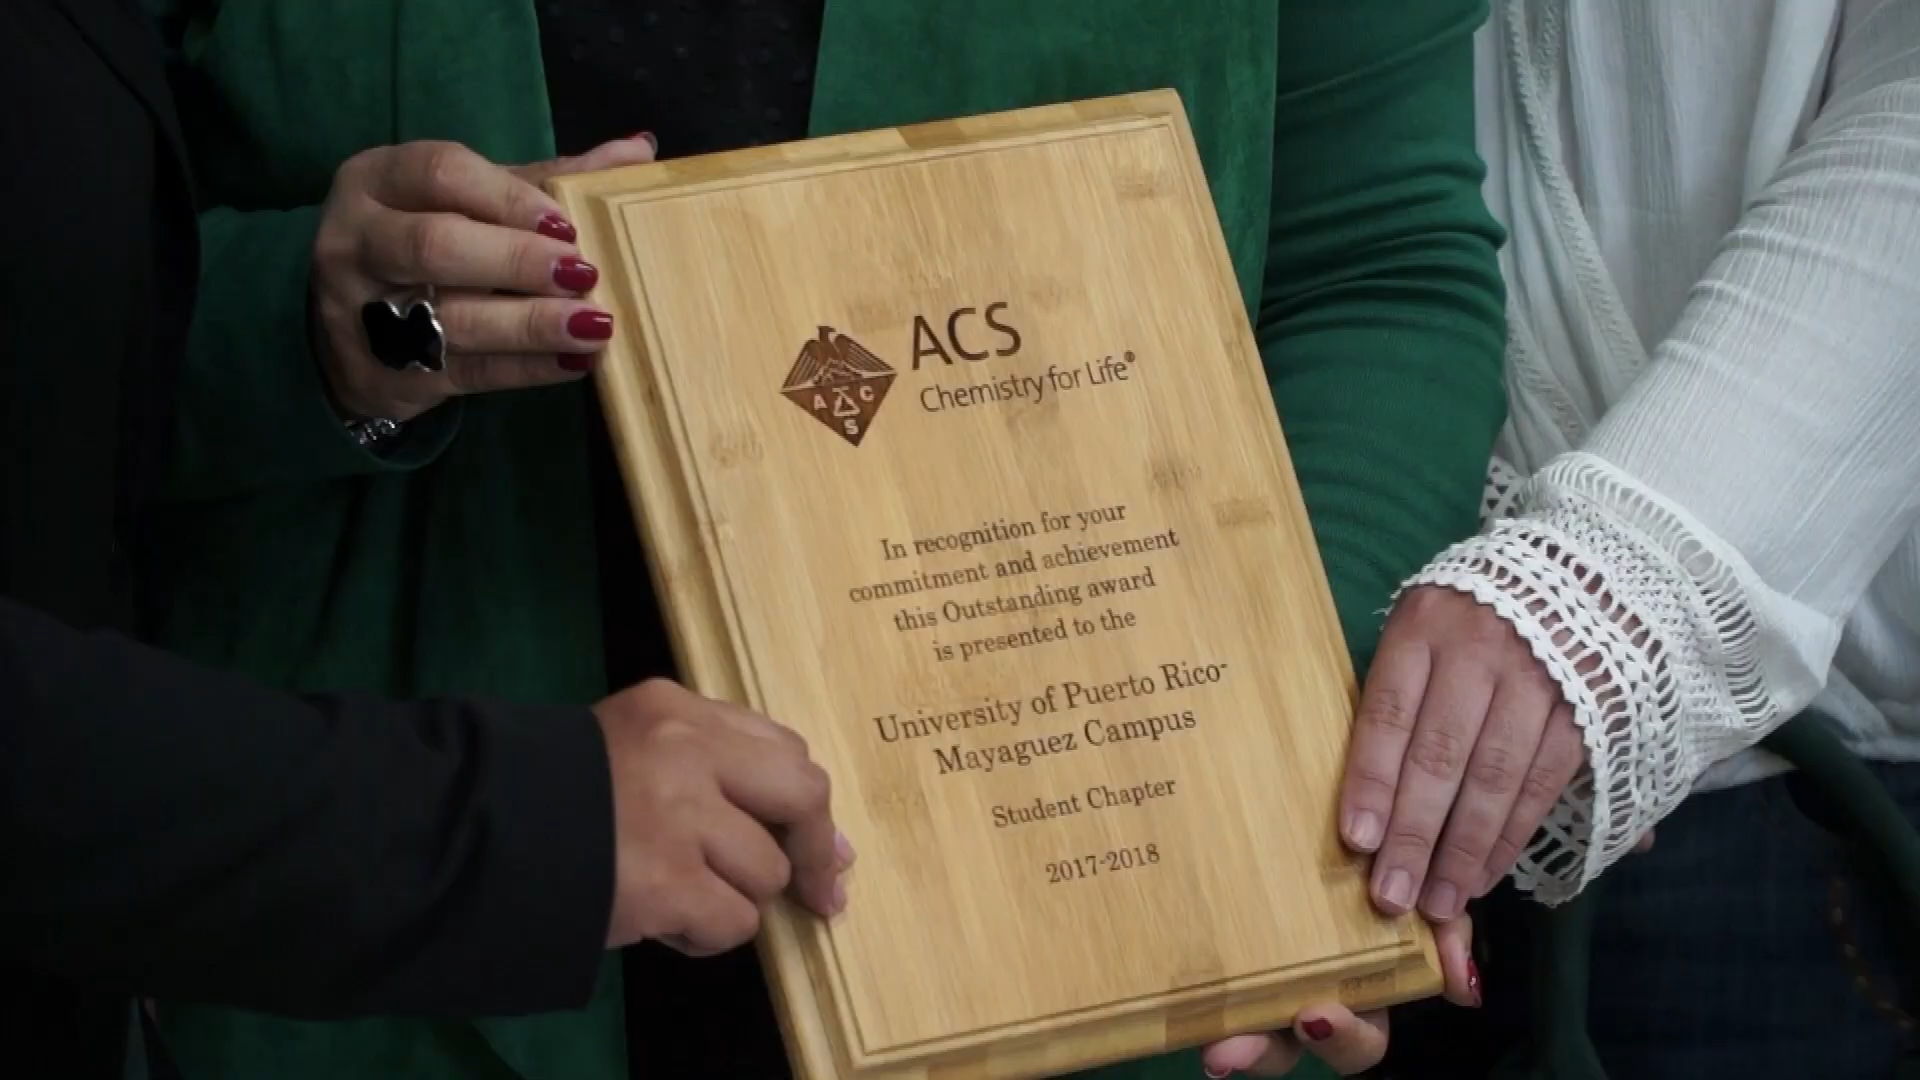 ACS
Chemistry for Life®
A C
S
In recognition for your
commitment and achievement
this Outstanding award
is presented to the
University of Puerto Rico-
Mayaguez Campus
Student Chapter
2017-2018